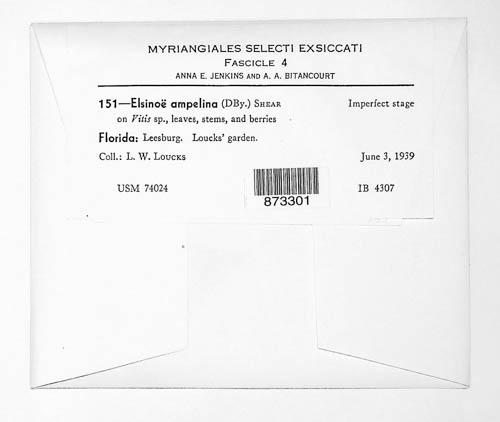 MYRIANGIALES SELECTI EXSICCATI
FASCICLE 4
ANNA E. JENKINS AND A. A. BITANCOURT
151—Elsinoë ampelina (DBy.) SHEAR Imperfect stage
on Vitis sp., leaves, stems, and berries
Florida: Leesburg. Loucks' garden.
Coll.: L. W. LOUCKS June 3, 1939
USM 74024 IB 4307
873301